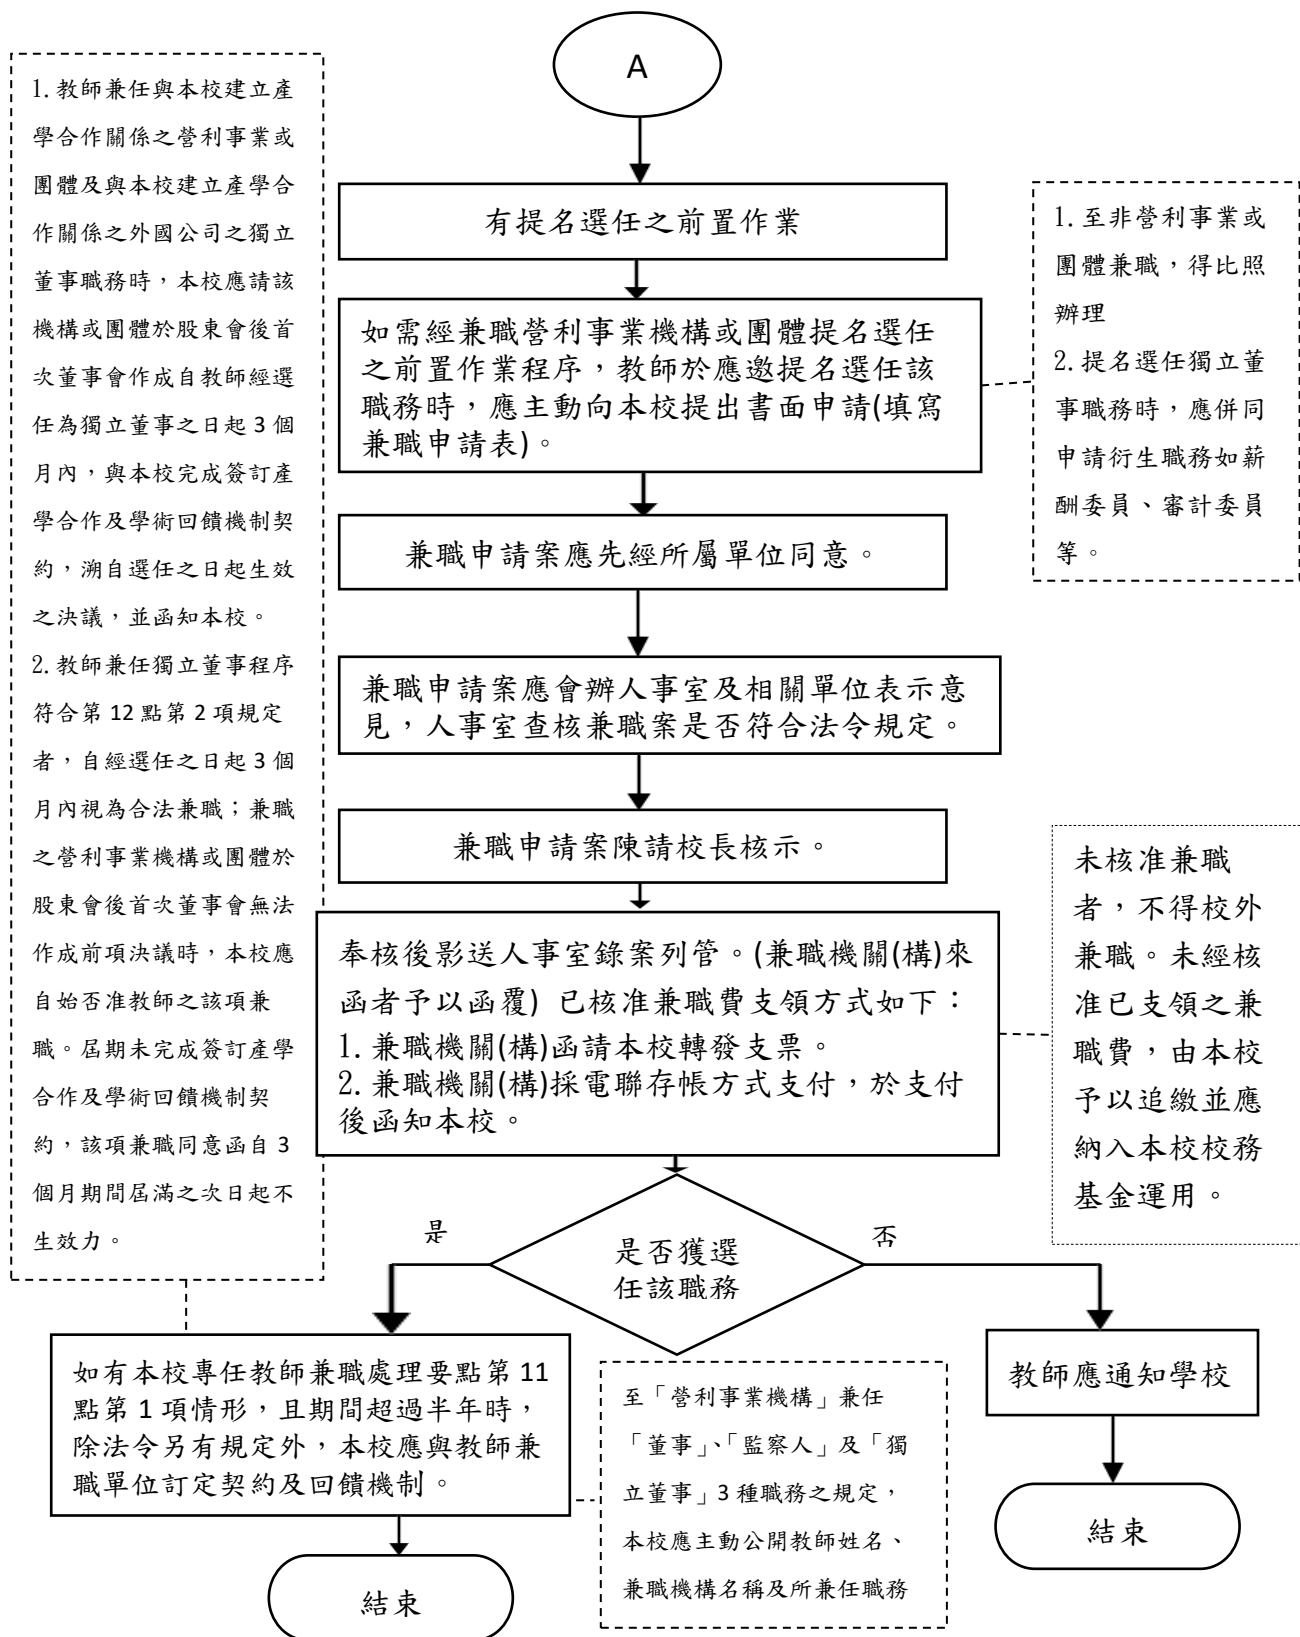 A
1.教師兼任與本校建立產
學合作關係之營利事業或
團體及與本校建立產學合
作關係之外國公司之獨立
董事職務時，本校應請該
機構或團體於股東會後首
次董事會作成自教師經選
任為獨立董事之日起 3 個
月內，與本校完成簽訂產
學合作及學術回饋機制契
約，溯自選任之日起生效
之決議，並函知本校。
2.教師兼任獨立董事程序
符合第 12 點第 2 項規定
者，自經選任之日起 3 個
月內視為合法兼職；兼職
之營利事業機構或團體於
股東會後首次董事會無法
作成前項決議時，本校應
自始否准教師之該項兼
職。屆期未完成簽訂產學
合作及學術回饋機制契
約，該項兼職同意函自 3
個月期間屆滿之次日起不
生效力。
有提名選任之前置作業
如需經兼職營利事業機構或團體提名選任
之前置作業程序，教師於應邀提名選任該
職務時，應主動向本校提出書面申請(填寫
兼職申請表)。
1.至非營利事業或
團體兼職，得比照
辦理
2.提名選任獨立董
事職務時，應併同
申請衍生職務如薪
酬委員、審計委員
等。
兼職申請案應先經所屬單位同意。
兼職申請案應會辦人事室及相關單位表示意
見，人事室查核兼職案是否符合法令規定。
兼職申請案陳請校長核示。
奉核後影送人事室錄案列管。(兼職機關(構)來
函者予以函覆) 已核准兼職費支領方式如下：
1.兼職機關(構)函請本校轉發支票。
2.兼職機關(構)採電聯存帳方式支付，於支付
後函知本校。
未核准兼職
者，不得校外
兼職。未經核
准已支領之兼
職費，由本校
予以追繳並應
納入本校校務
基金運用。
是否獲選
任該職務
是
否
如有本校專任教師兼職處理要點第 11
點第 1 項情形，且期間超過半年時，
除法令另有規定外，本校應與教師兼
職單位訂定契約及回饋機制。
至「營利事業機構」兼任
「董事」、「監察人」及「獨
立董事」3 種職務之規定，
本校應主動公開教師姓名、
兼職機構名稱及所兼任職務
教師應通知學校
結束
結束